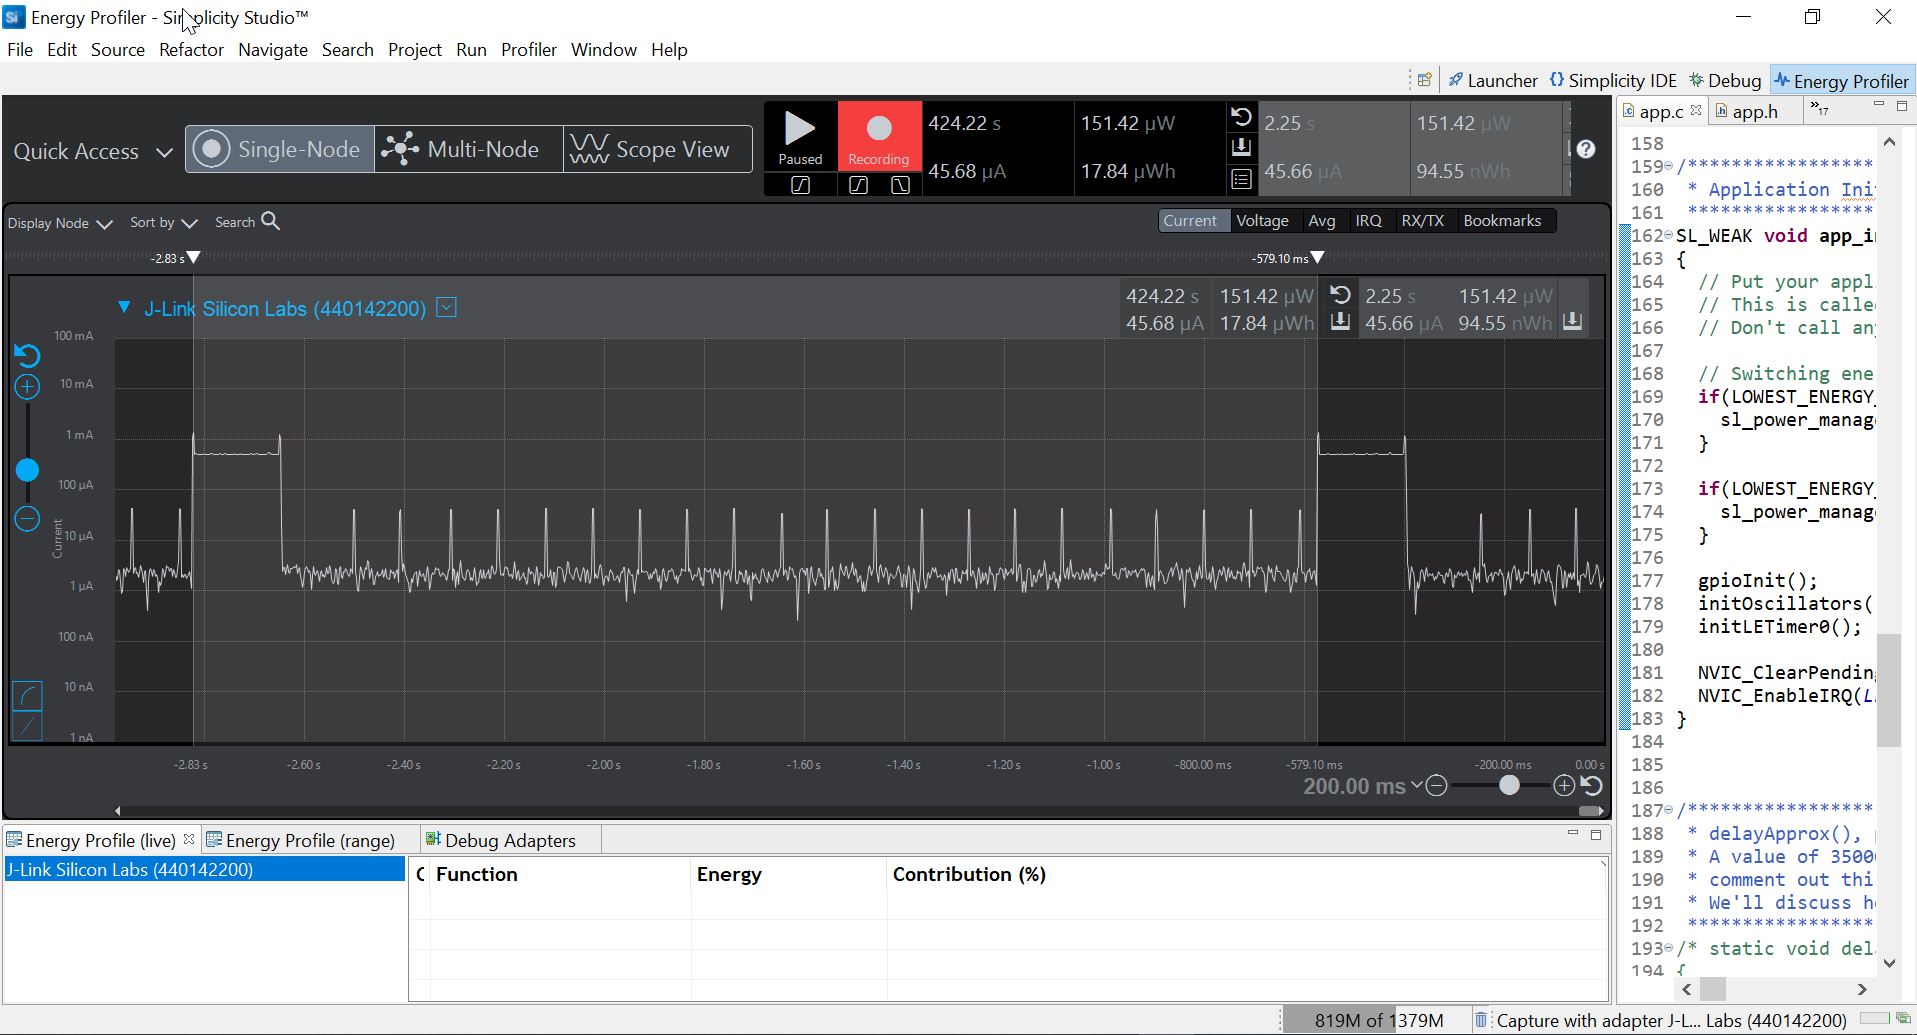 Energy Profiler - Simplicity Studio™
File Edit Source Refactor Navigate Search Project Run Profiler Window Help
Launcher Simplicity IDE Debug Energy Profiler
Quick Access Single-Node Multi-Node Scope View
Paused Recording
424.22 s 151.42 µW 2.25 s 151.42 µW
45.68 µA 17.84 µWh 45.66 µA 94.55 nWh
Display Node Sort by Search
Current Voltage Avg IRQ RX/TX Bookmarks
-2.83 s -579.10 ms
J-Link Silicon Labs (440142200)
424.22 s 151.42 µW 2.25 s 151.42 µW
45.68 µA 17.84 µWh 45.66 µA 94.55 nWh
100 mA
10 mA
1 mA
100 µA
10 µA
1 µA
100 nA
10 nA
1 nA
Current
-2.83 s -2.60 s -2.40 s -2.20 s -2.00 s -1.80 s -1.60 s -1.40 s -1.20 s -1.00 s -800.00 ms -579.10 ms -200.00 ms 0.00 s
200.00 ms
Energy Profile (live) Energy Profile (range) Debug Adapters
J-Link Silicon Labs (440142200)
Function Energy Contribution (%)
app.c app.h »17
158
159 /*****************
160 * Application Ini
161 *****************
162 SL_WEAK void app_i
163 {
164 // Put your appl
165 // This is calle
166 // Don't call an
167
168 // Switching ene
169 if(LOWEST_ENERGY_
170 sl_power_manag
171 }
172
173 if(LOWEST_ENERGY_
174 sl_power_manag
175 }
176
177 gpioInit();
178 initOscillators(
179 initLETimer0();
180
181 NVIC_ClearPendin
182 NVIC_EnableIRQ(L
183 }
184
185
186
187 /*****************
188 * delayApprox(),
189 * A value of 3500
190 * comment out thi
191 * We'll discuss h
192 *****************
193 /* static void del
194 {
819M of 1379M Capture with adapter J-L... Labs (440142200)